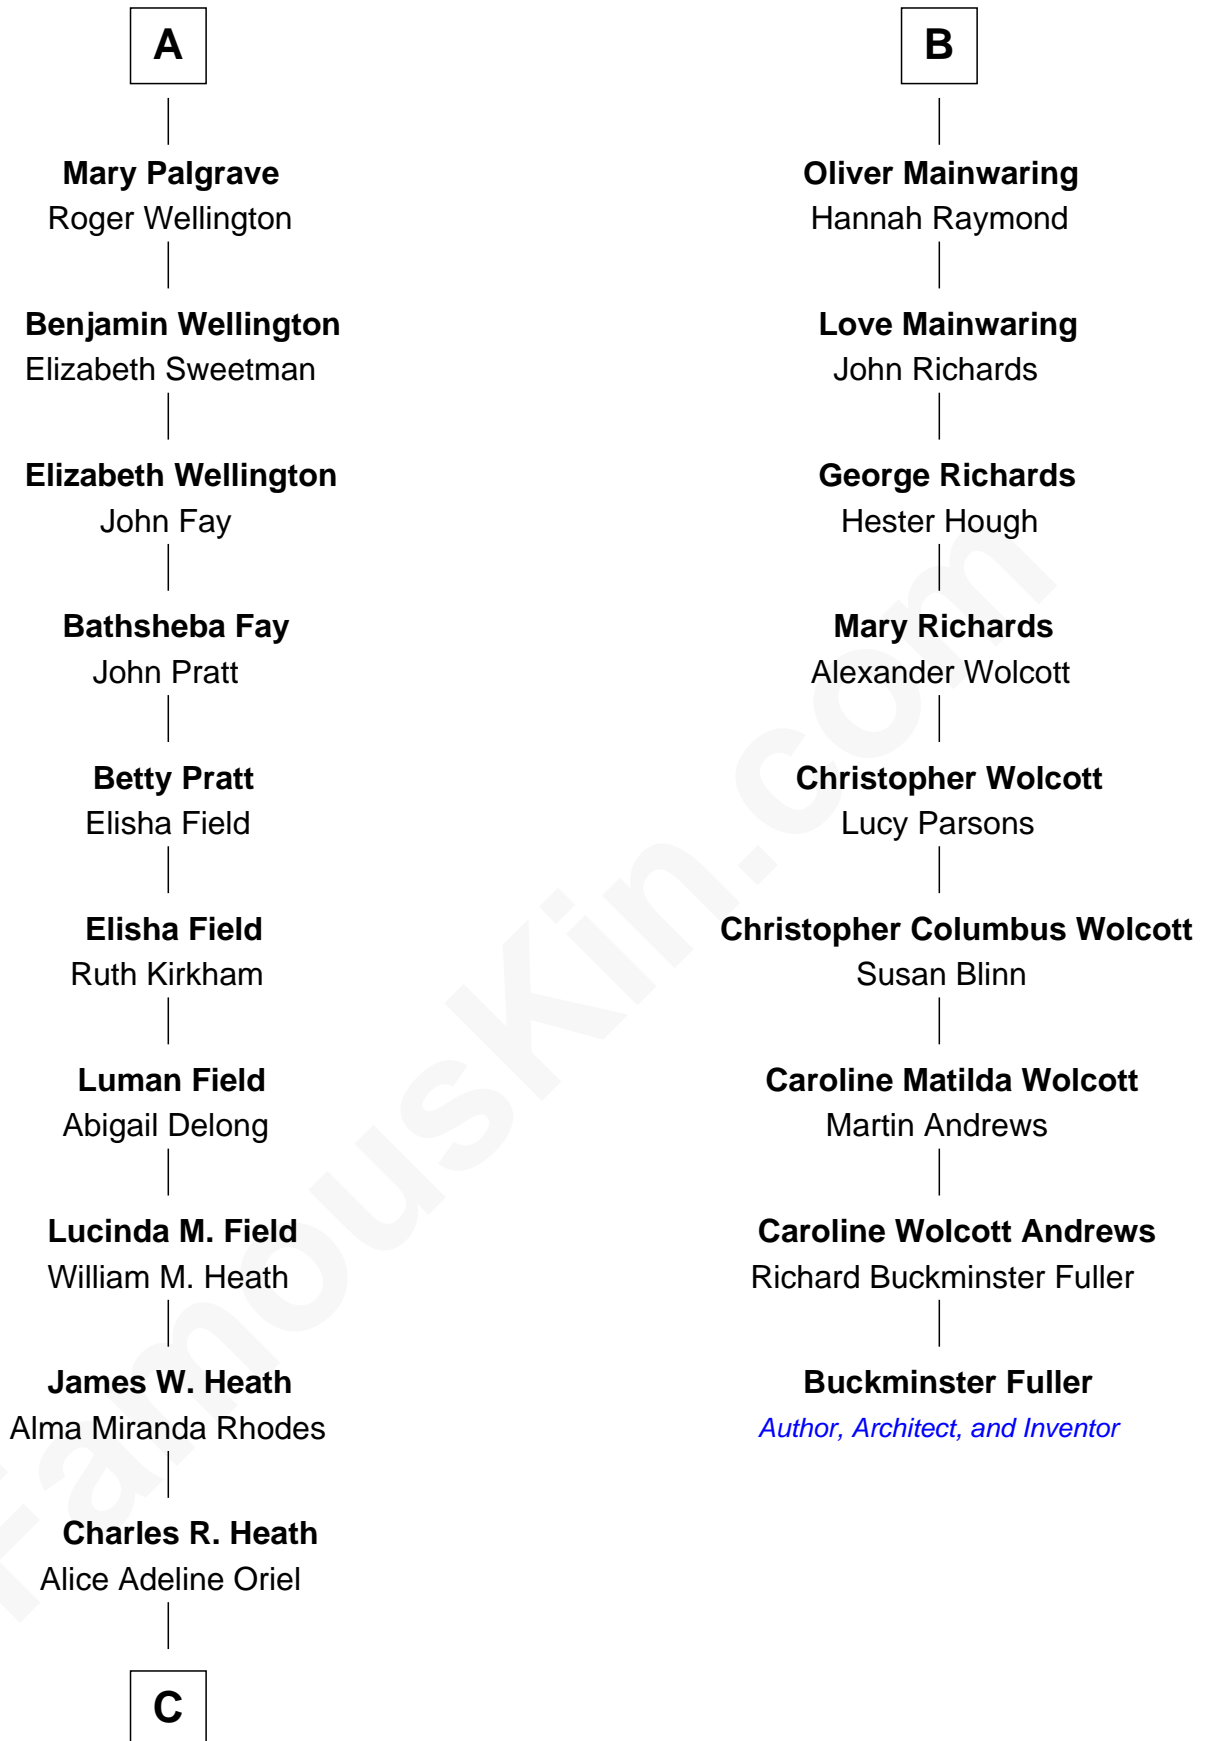 A
Mary Palgrave
Roger Wellington
Benjamin Wellington
Elizabeth Sweetman
Elizabeth Wellington
John Fay
Bathsheba Fay
John Pratt
Betty Pratt
Elisha Field
Elisha Field
Ruth Kirkham
Luman Field
Abigail Delong
Lucinda M. Field
William M. Heath
James W. Heath
Alma Miranda Rhodes
Charles R. Heath
Alice Adeline Oriel
C
B
Oliver Mainwaring
Hannah Raymond
Love Mainwaring
John Richards
George Richards
Hester Hough
Mary Richards
Alexander Wolcott
Christopher Wolcott
Lucy Parsons
Christopher Columbus Wolcott
Susan Blinn
Caroline Matilda Wolcott
Martin Andrews
Caroline Wolcott Andrews
Richard Buckminster Fuller
Buckminster Fuller
Author, Architect, and Inventor
FamousKin.com